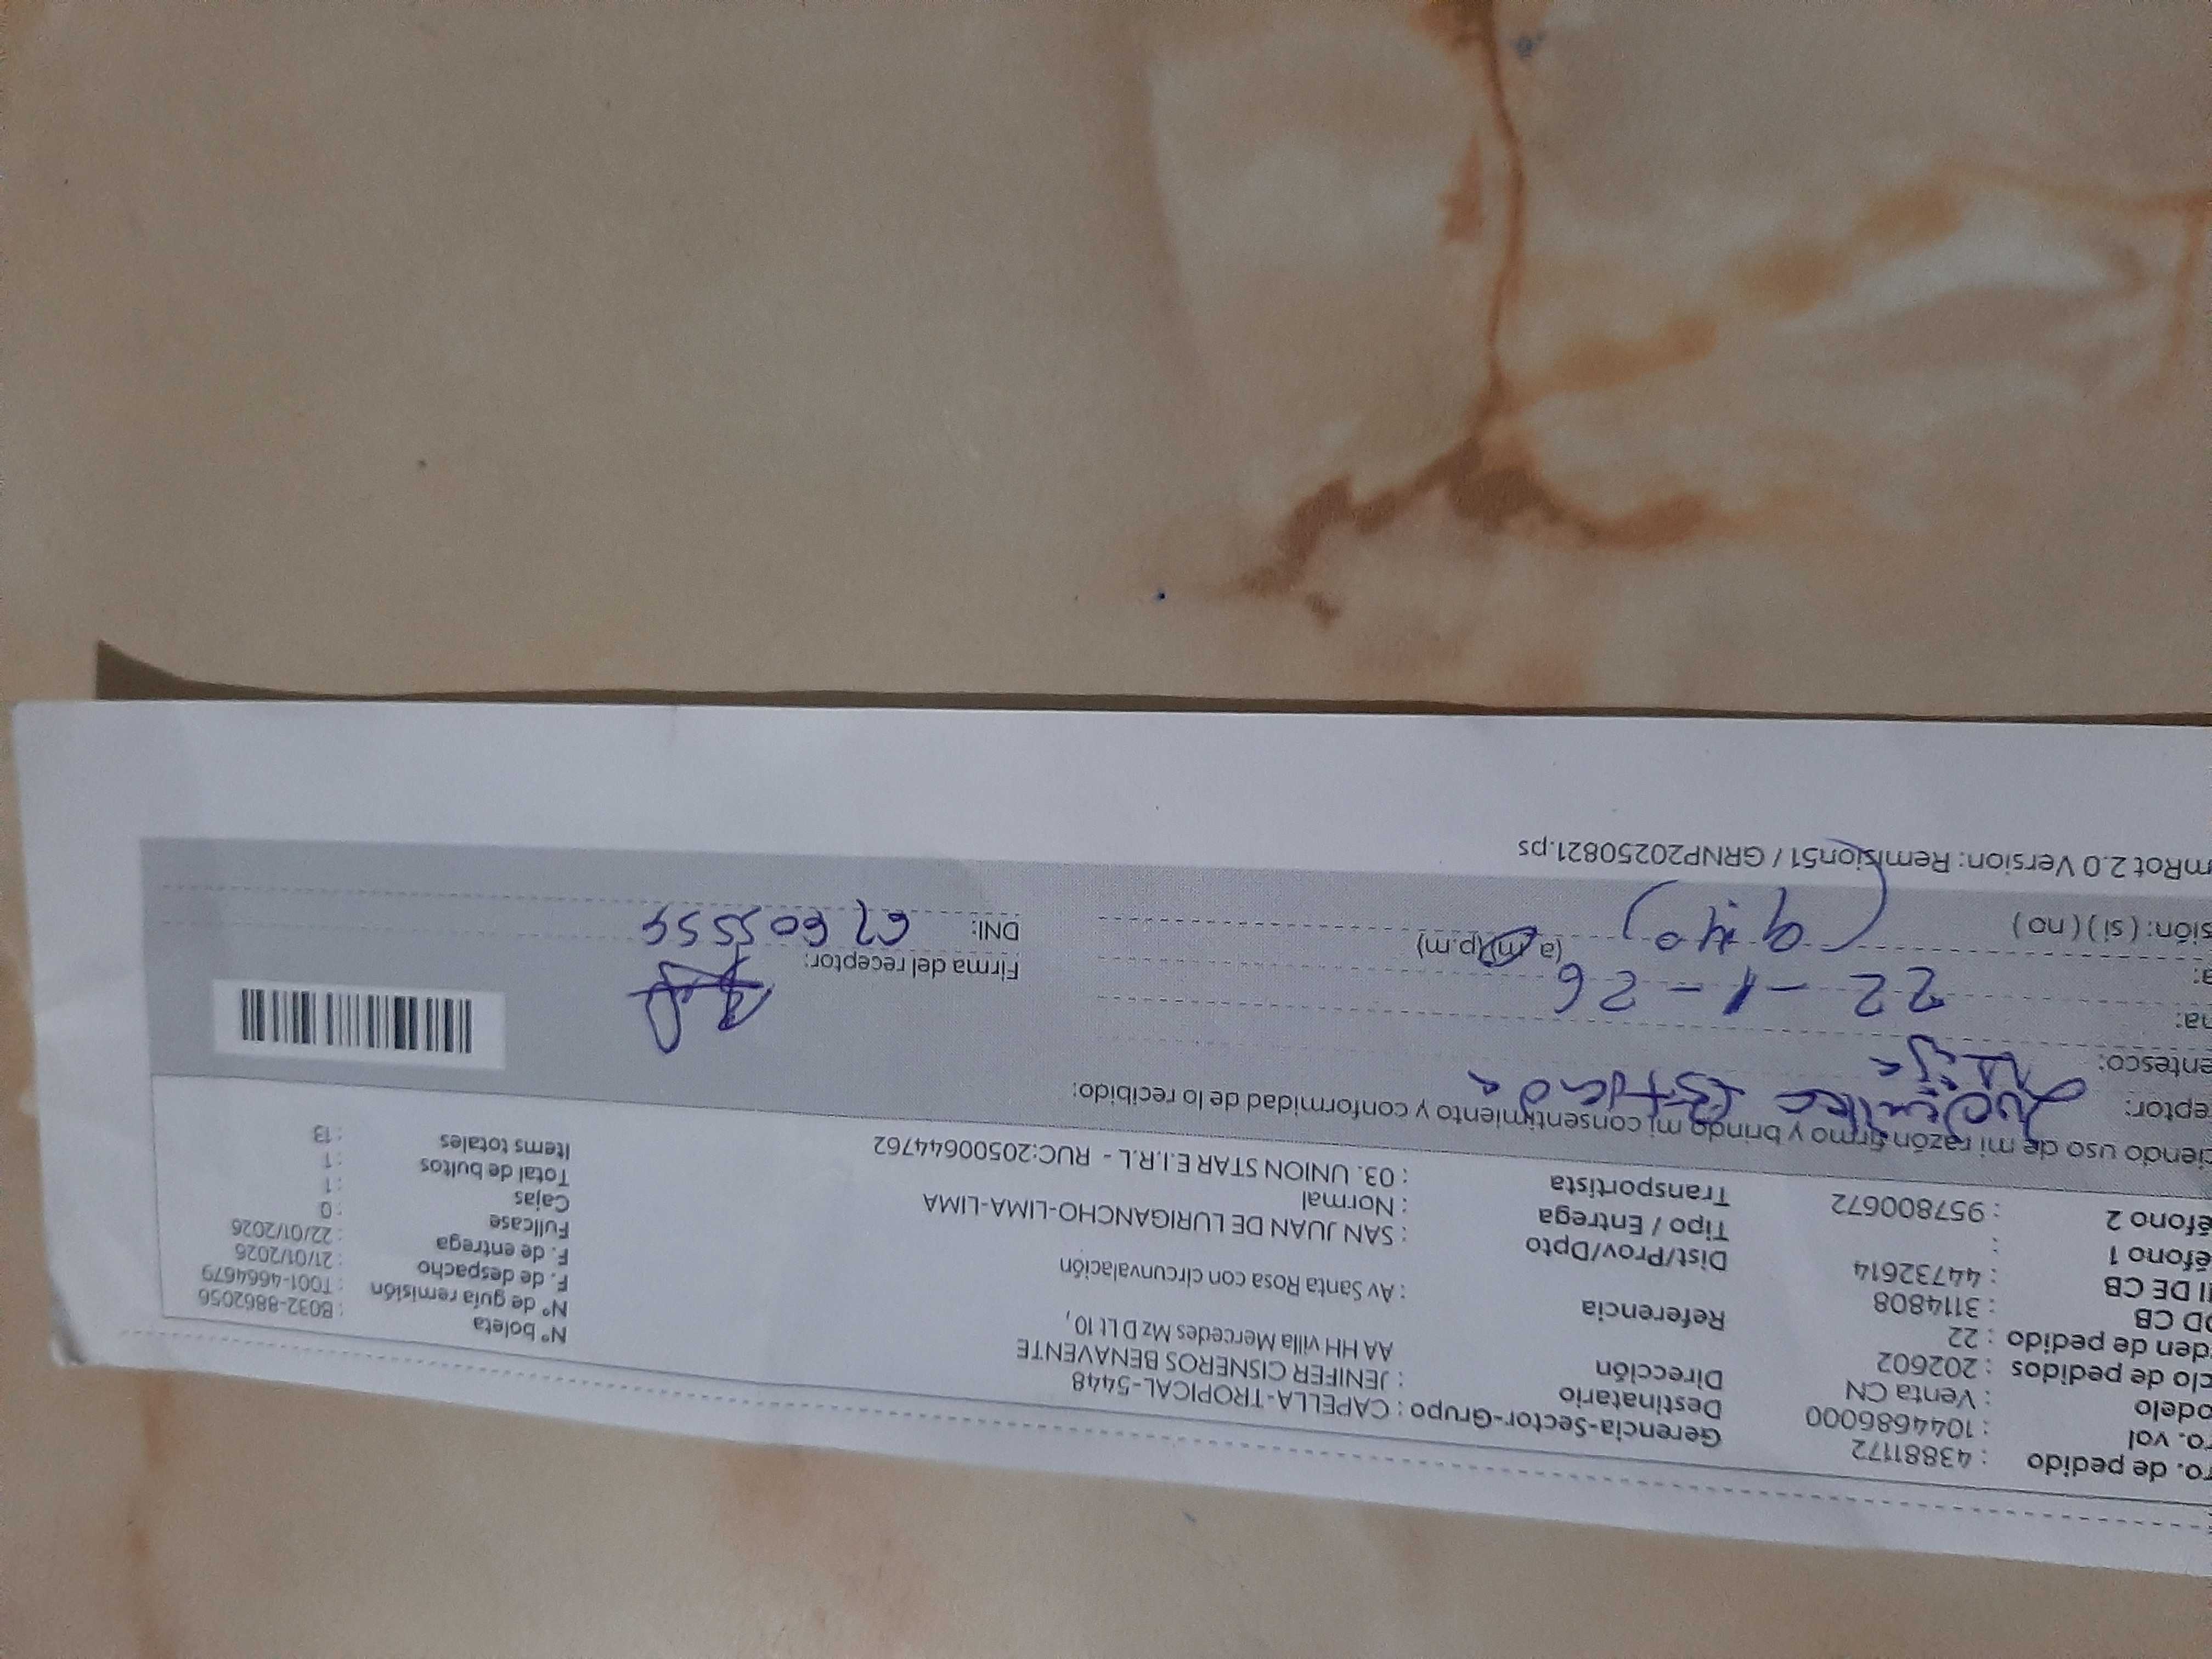 ro. de pedido : 43881172
ro. vol : 1044686000
odelo : Venta CN
clo de pedidos : 202602
den de pedido : 22
OD CB : 3114808
II DE CB : 44732614
éfono 1 :
éfono 2 : 957800672
Gerencia-Sector-Grupo : CAPELLA-TROPICAL-5448
Destinatario : JENIFER CISNEROS BENAVENTE
Dirección AA HH villa Mercedes Mz D Lt 10 ,
Referencia : Av Santa Rosa con circunvalación
Dist/Prov/Dpto : SAN JUAN DE LURIGANCHO-LIMA-LIMA
Tipo / Entrega : Normal
Transportista : 03. UNION STAR E.I.R.L - RUC:20500644762
N° boleta : B032-8862056
N° de guía remisión : T001-4664679
F. de despacho : 21/01/2026
F. de entrega : 22/01/2026
Fullcase : 0
Cajas : 1
Total de bultos : 1
Items totales : 13
ciendo uso de mi razón firmo y brindo mi consentimiento y conformidad de lo recibido:
eptor:
entesco:
ha: 22-1-26
a: (9:40) (a.m)(p.m)
sión: ( si ) ( no )
Firma del receptor:
DNI:
mRot 2.0 Version: Remision51 / GRNP20250821.ps